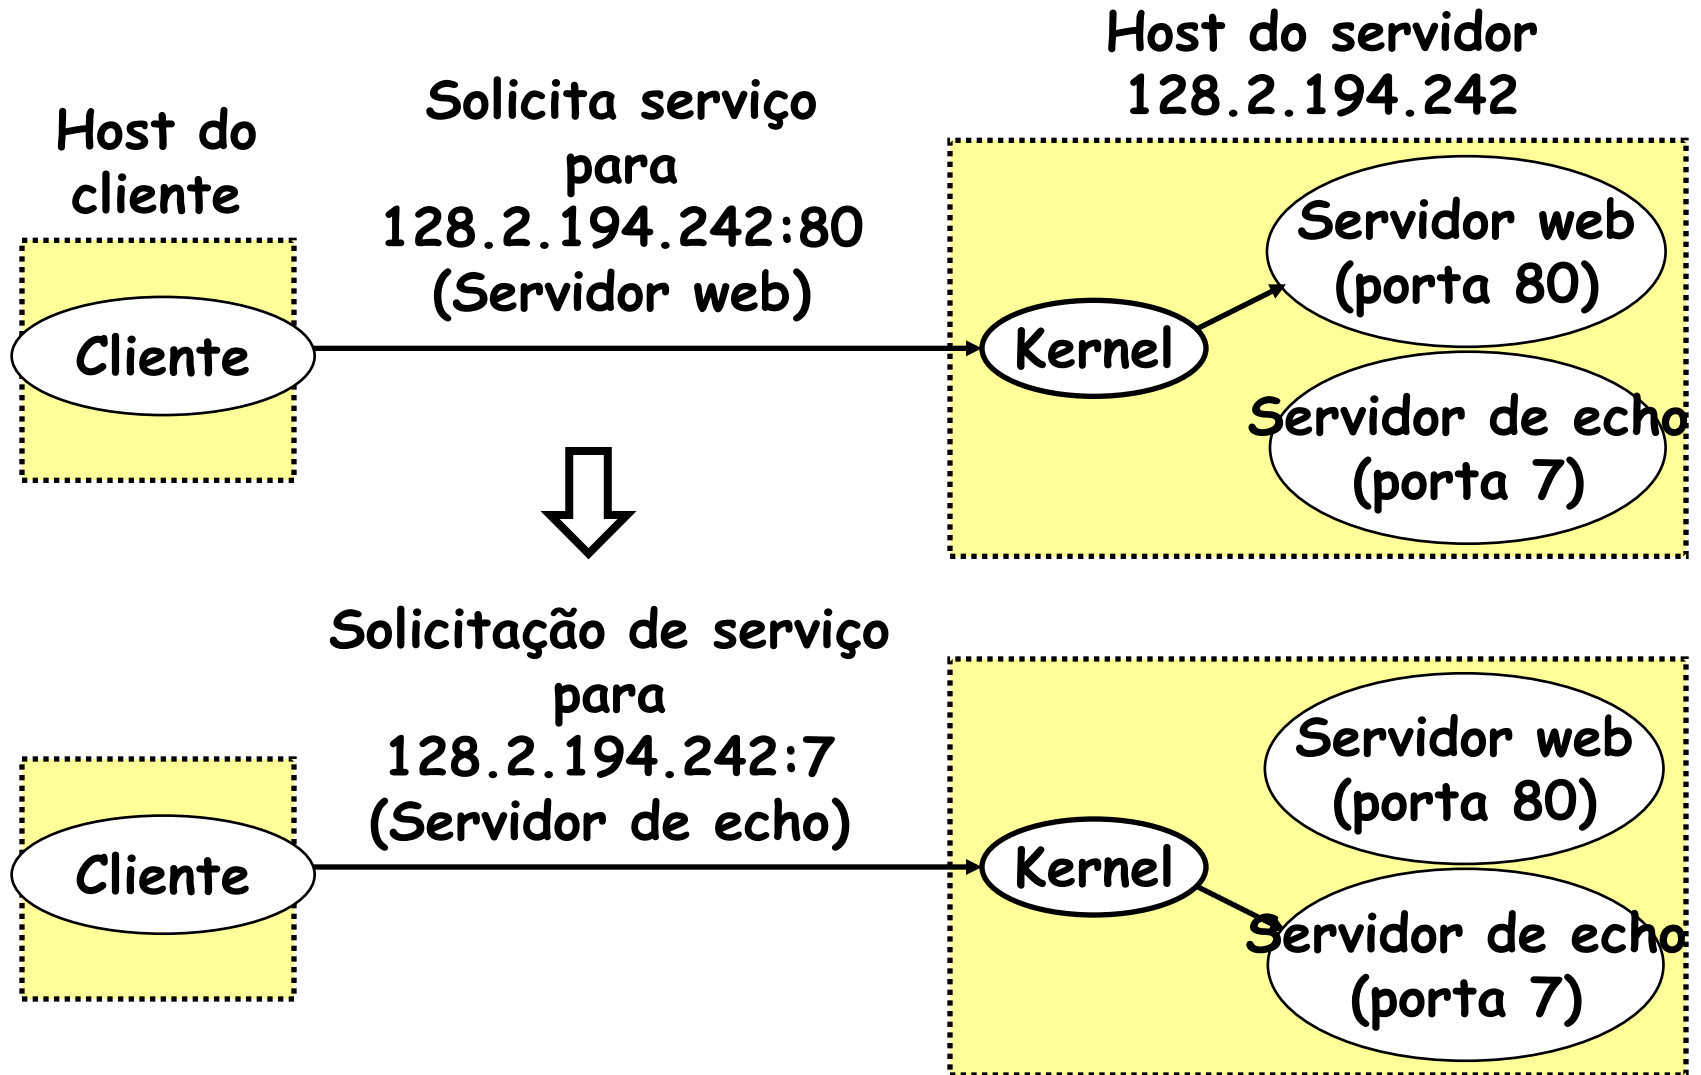 Host do servidor
128.2.194.242
Host do
cliente
Solicita serviço
para
128.2.194.242:80
(Servidor web)
Cliente
Kernel
Servidor web
(porta 80)
Servidor de echo
(porta 7)
Solicitação de serviço
para
128.2.194.242:7
(Servidor de echo)
Cliente
Kernel
Servidor web
(porta 80)
Servidor de echo
(porta 7)